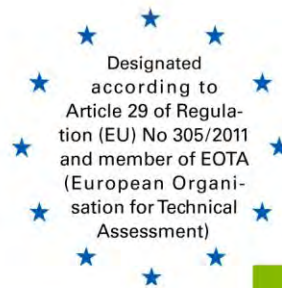 Designated
according to
Article 29 of Regula-
tion (EU) No 305/2011
and member of EOTA
(European Organi-
sation for Technical
Assessment)